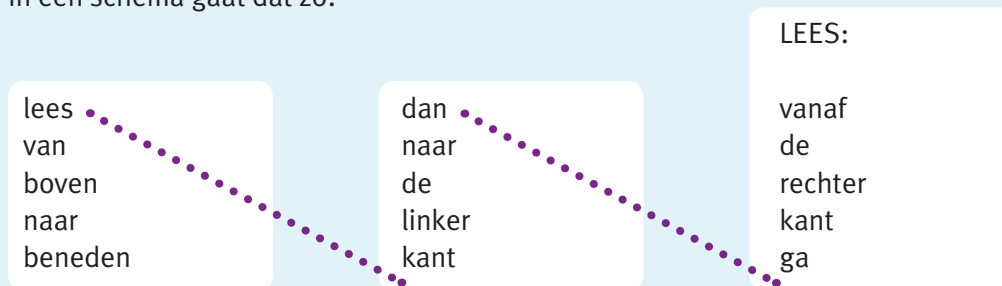 in een schema gaat dat zo:
lees
van
boven
naar
beneden
dan
naar
de
linker
kant
LEES:
vanaf
de
rechter
kant
ga